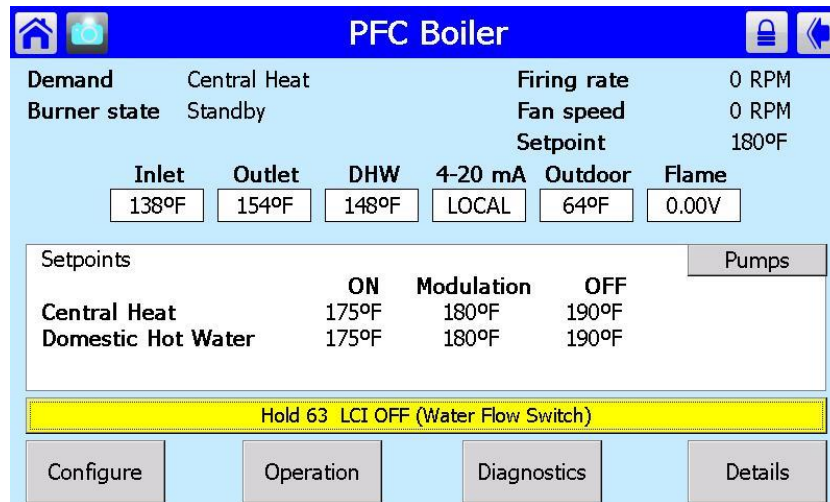 PFC Boiler
Demand Central Heat Firing rate 0 RPM
Burner state Standby Fan speed 0 RPM
Setpoint 180ºF
Inlet Outlet DHW 4-20 mA Outdoor Flame
138ºF 154ºF 148ºF LOCAL 64ºF 0.00V
Setpoints Pumps
ON Modulation OFF
Central Heat 175ºF 180ºF 190ºF
Domestic Hot Water 175ºF 180ºF 190ºF
Hold 63 LCI OFF (Water Flow Switch)
Configure Operation Diagnostics Details